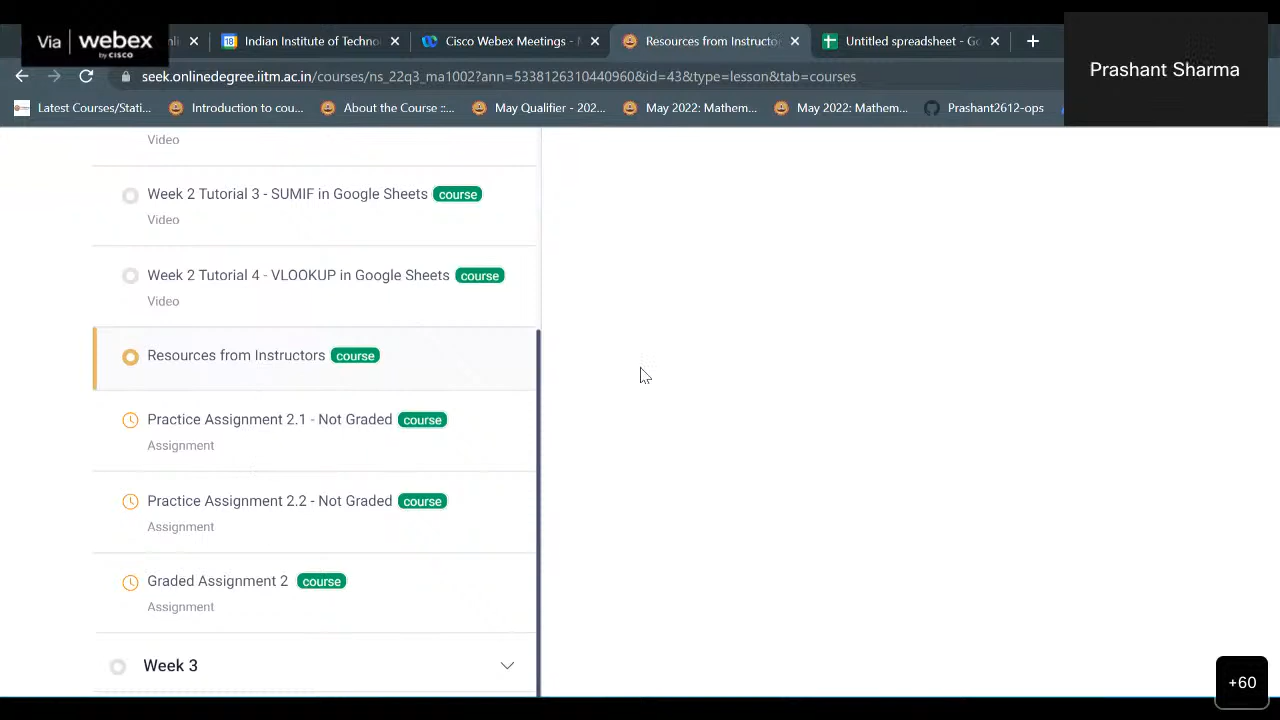 Via webex
by CISCO
Indian Institute of Techno
Cisco Webex Meetings - 
Resources from Instructor
Untitled spreadsheet - Go
Prashant Sharma
seek.onlinedegree.iitm.ac.in/courses/ns_22q3_ma1002?ann=5338126310440960&id=43&type=lesson&tab=courses
Latest Courses/Stati...
Introduction to cou...
About the Course ::...
May Qualifier - 202...
May 2022: Mathem...
May 2022: Mathem...
Prashant2612-ops
Video
Week 2 Tutorial 3 - SUMIF in Google Sheets course
Video
Week 2 Tutorial 4 - VLOOKUP in Google Sheets course
Video
Resources from Instructors course
Practice Assignment 2.1 - Not Graded course
Assignment
Practice Assignment 2.2 - Not Graded course
Assignment
Graded Assignment 2 course
Assignment
Week 3
+60